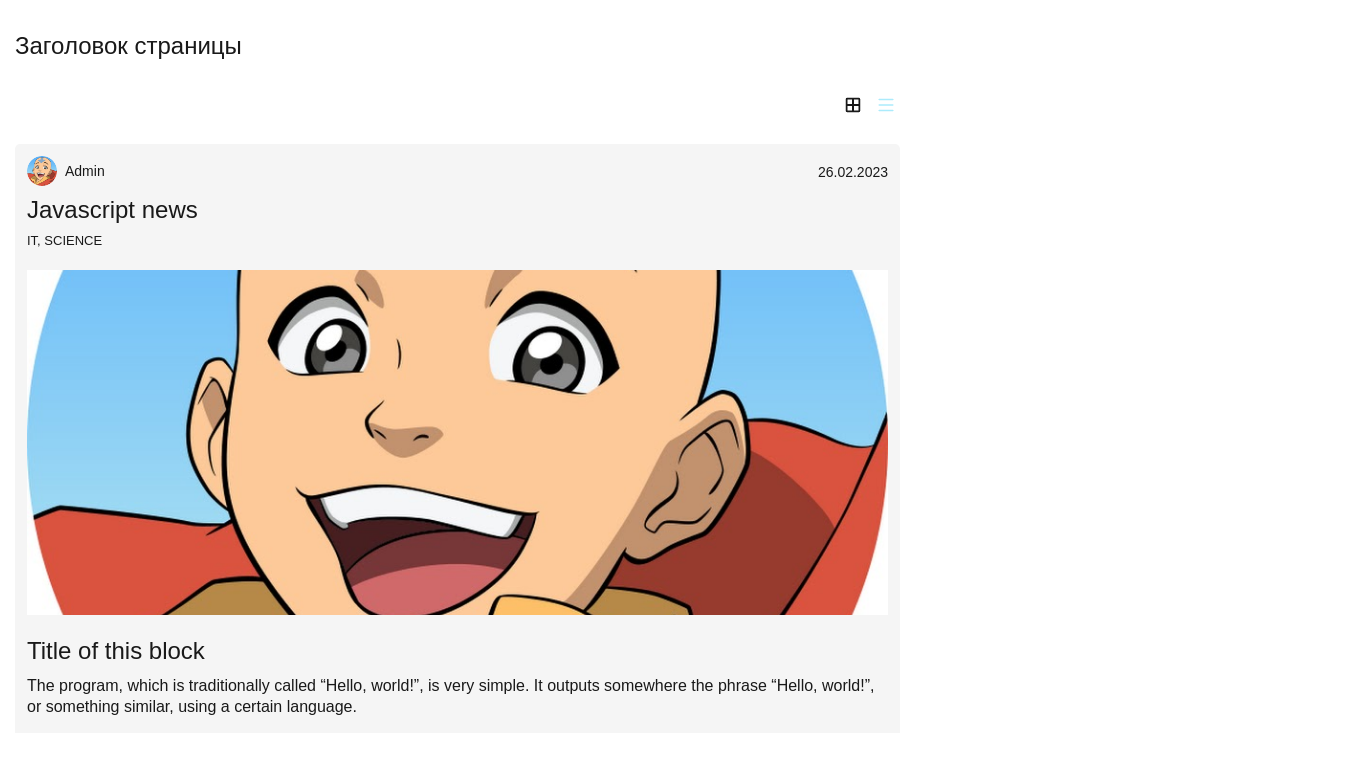 Заголовок страницы
Admin
26.02.2023
Javascript news
IT, SCIENCE
Title of this block
The program, which is traditionally called “Hello, world!”, is very simple. It outputs somewhere the phrase “Hello, world!”,
or something similar, using a certain language.